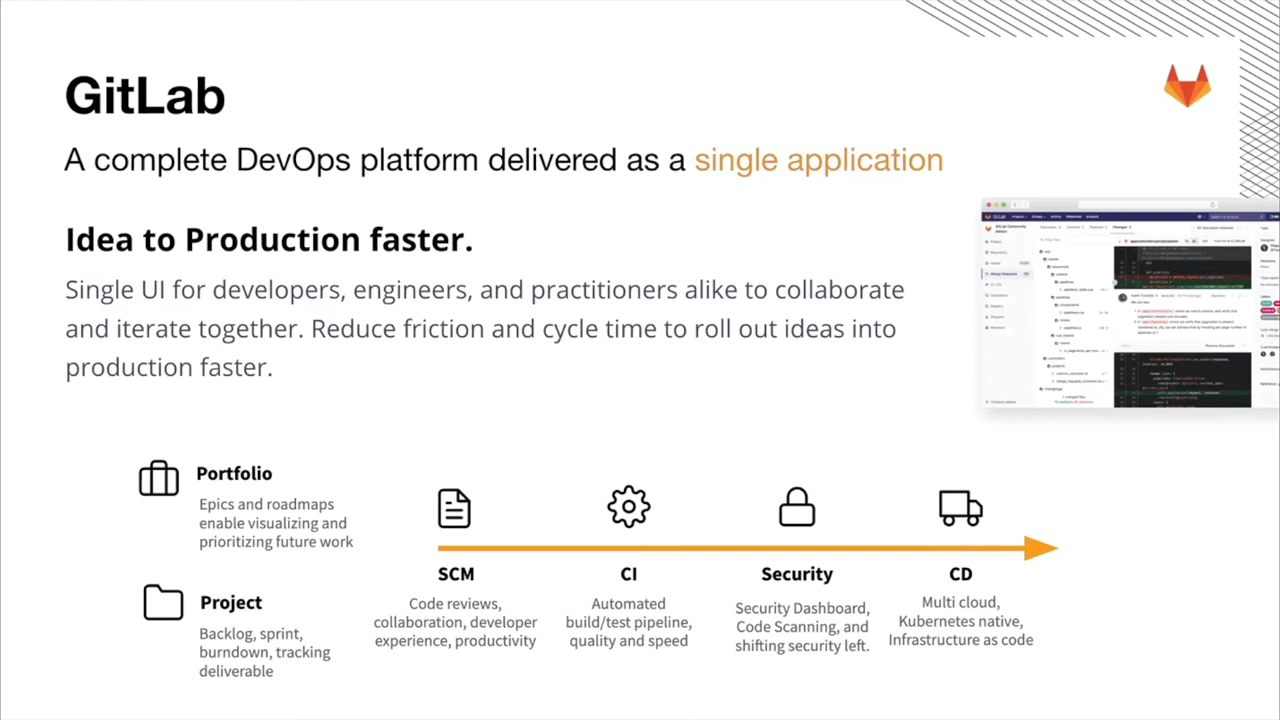 GitLab
A complete DevOps platform delivered as a single application
Idea to Production faster.
Single UI for developers, engineers, and practitioners alike to collaborate
and iterate together. Reduce friction and cycle time to roll out ideas into
production faster.
Portfolio
Epics and roadmaps
enable visualizing and
prioritizing future work
Project
Backlog, sprint,
burndown, tracking
deliverable
SCM
Code reviews,
collaboration, developer
experience, productivity
CI
Automated
build/test pipeline,
quality and speed
Security
Security Dashboard,
Code Scanning, and
shifting security left.
CD
Multi cloud,
Kubernetes native,
Infrastructure as code